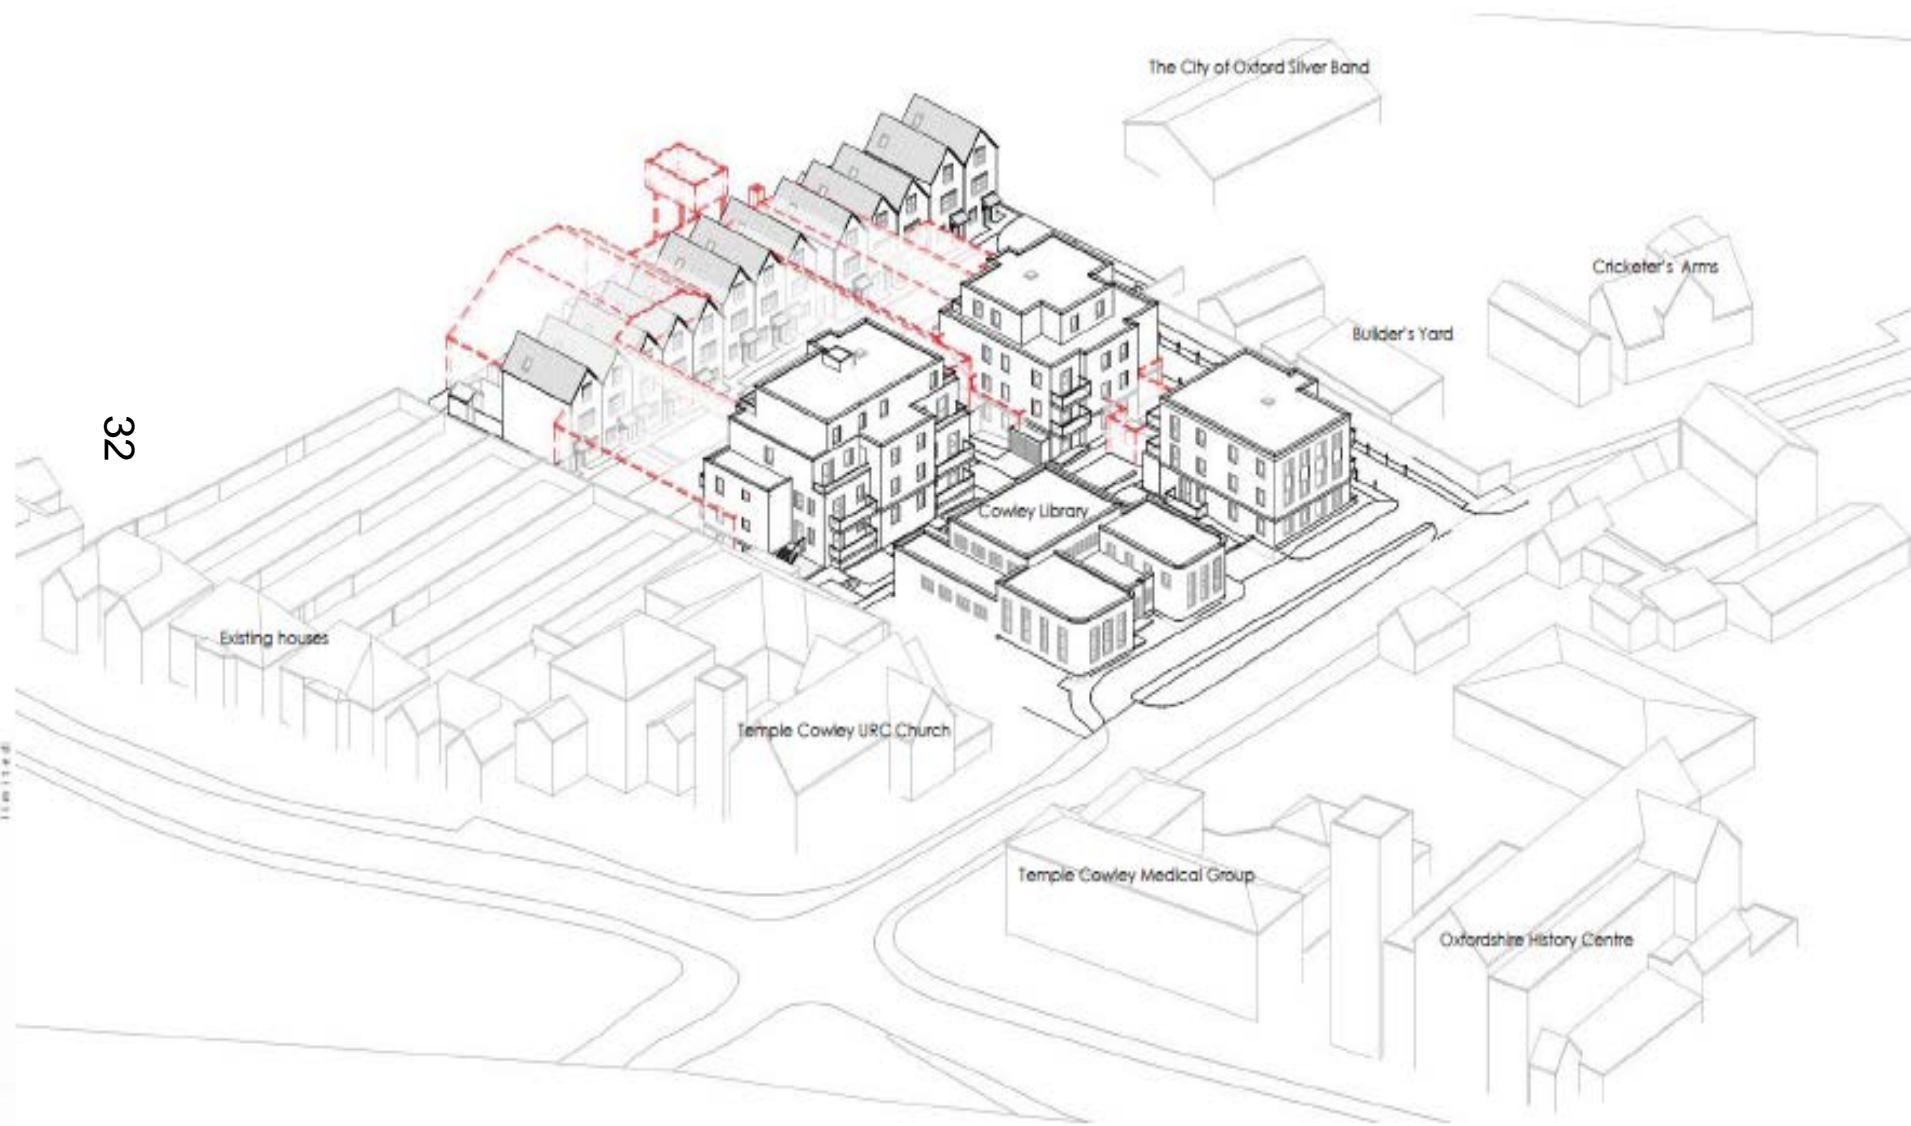 The City of Oxford Silver Band
Cricketer's Arms
Builder's Yard
32
Cowley Library
Existing houses
Temple Cowley URC Church
limited
Temple Cowley Medical Group
Oxfordshire History Centre